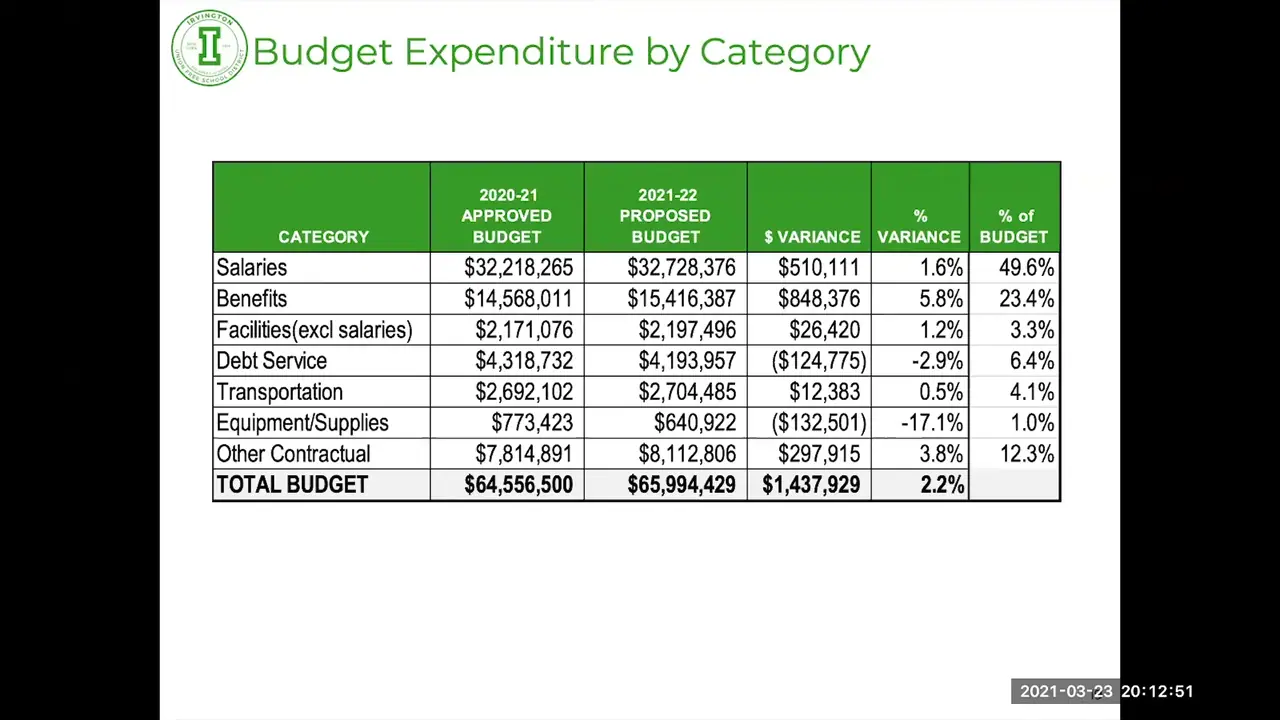 IRVINGTON
UNION FREE SCHOOL DISTRICT
I
Budget Expenditure by Category
CATEGORY 2020-21 APPROVED BUDGET 2021-22 PROPOSED BUDGET $ VARIANCE % VARIANCE % of BUDGET
Salaries $32,218,265 $32,728,376 $510,111 1.6% 49.6%
Benefits $14,568,011 $15,416,387 $848,376 5.8% 23.4%
Facilities(excl salaries) $2,171,076 $2,197,496 $26,420 1.2% 3.3%
Debt Service $4,318,732 $4,193,957 ($124,775) -2.9% 6.4%
Transportation $2,692,102 $2,704,485 $12,383 0.5% 4.1%
Equipment/Supplies $773,423 $640,922 ($132,501) -17.1% 1.0%
Other Contractual $7,814,891 $8,112,806 $297,915 3.8% 12.3%
TOTAL BUDGET $64,556,500 $65,994,429 $1,437,929 2.2%
2021-03-23 20:12:51